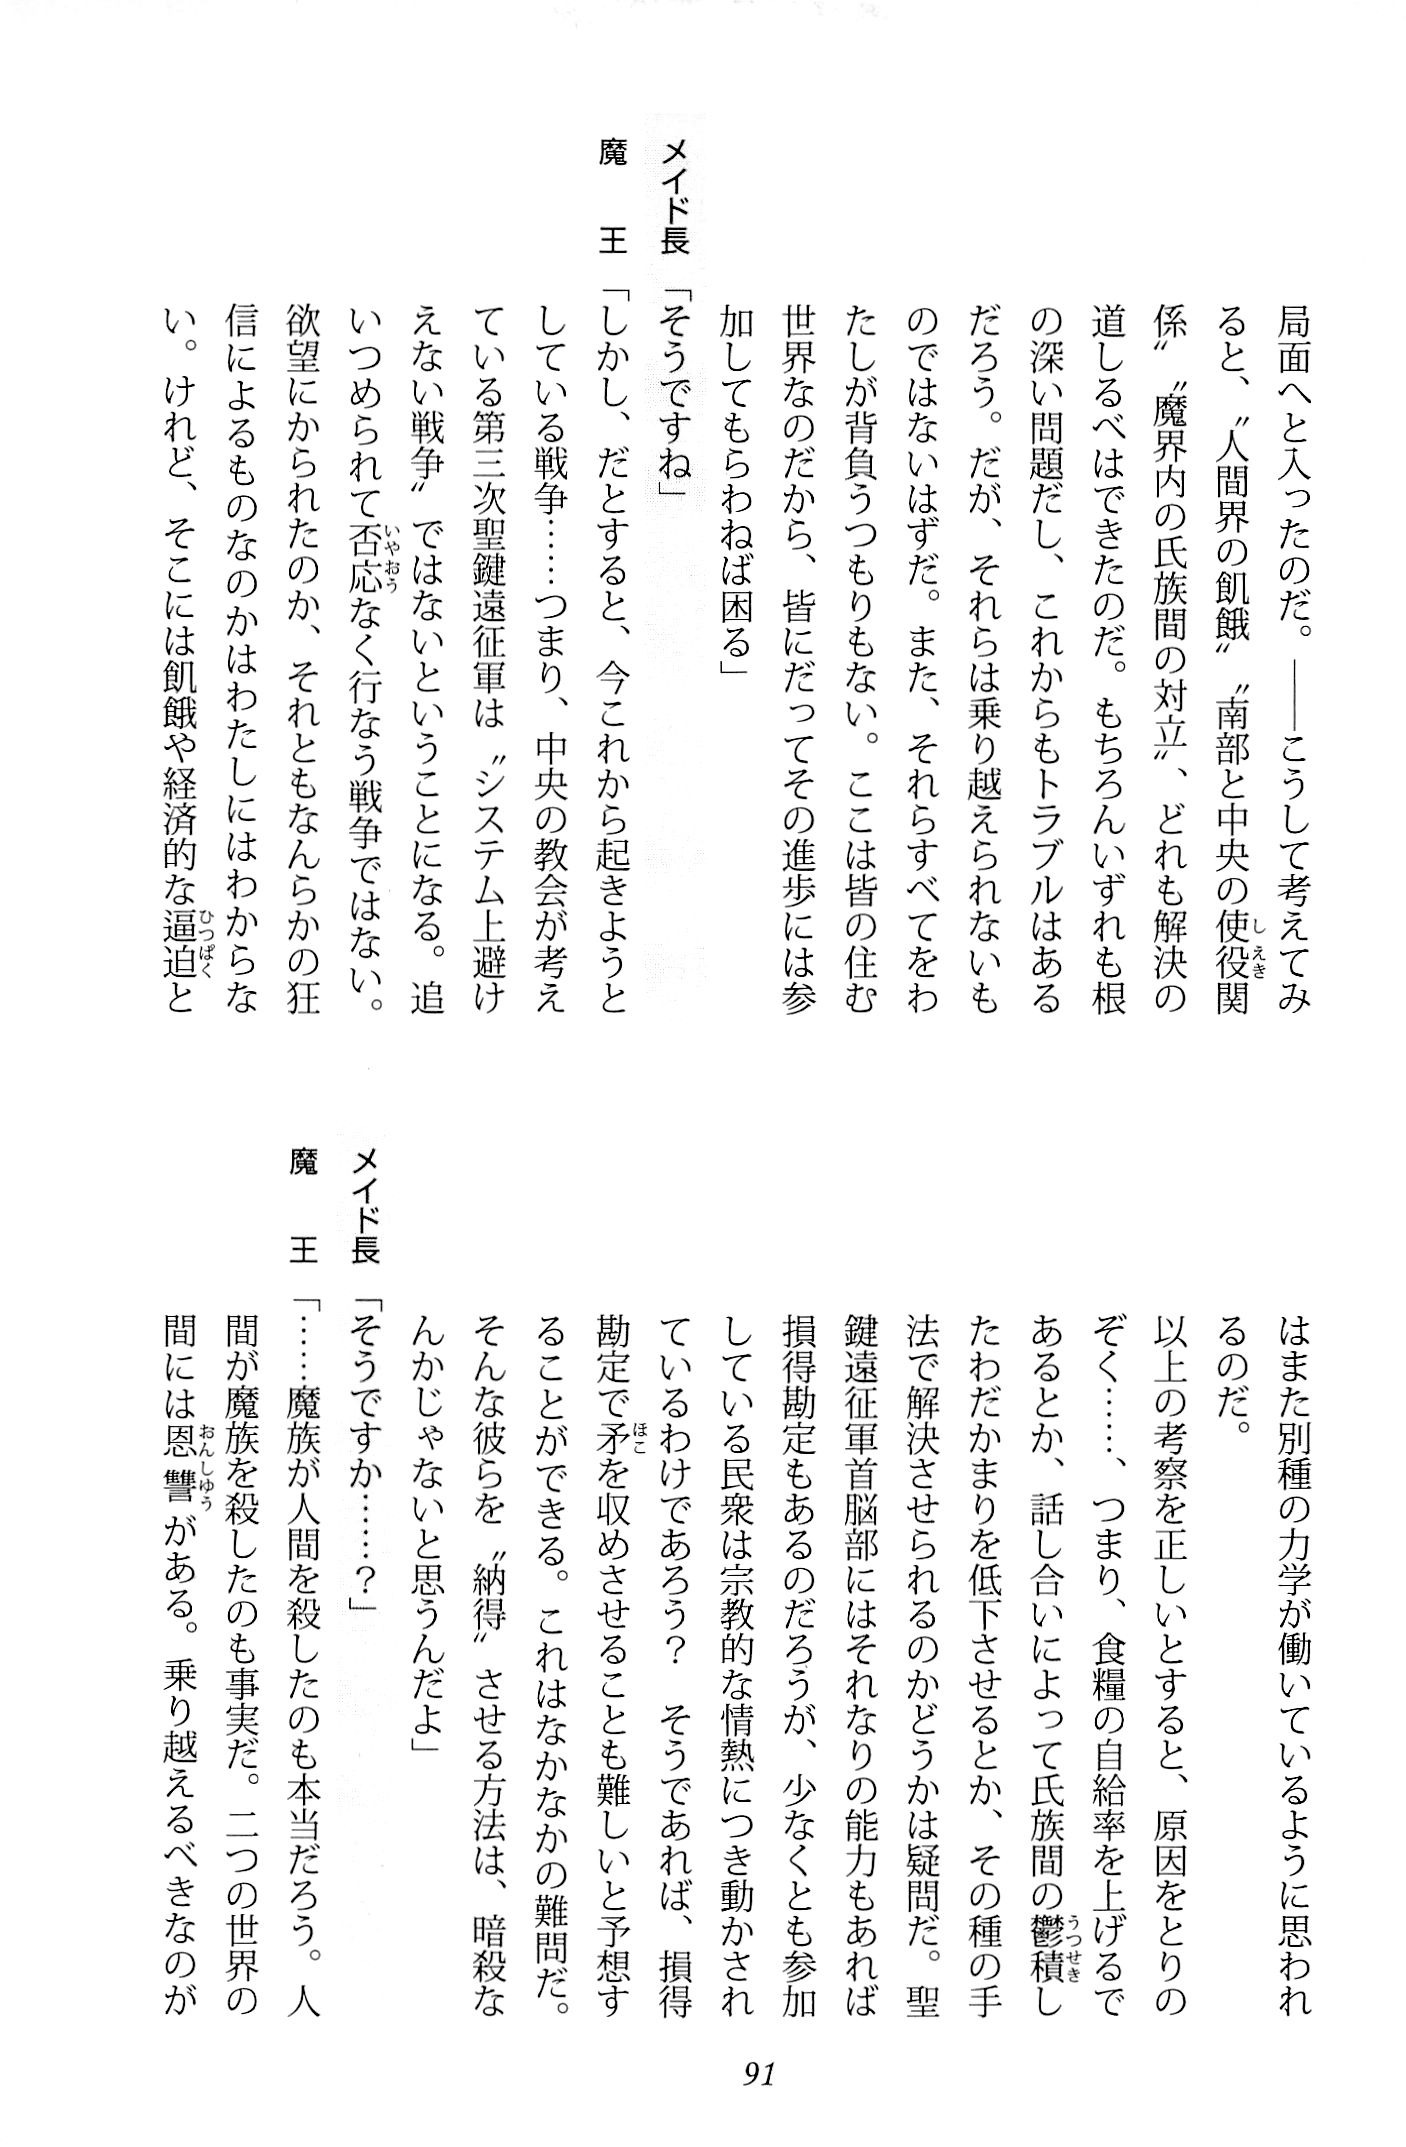 局面へと入ったのだ。――こうして考えてみ
ると、〝人間界の飢餓〟〝南部と中央の使役関
係〟〝魔界内の氏族間の対立〟、どれも解決の
道しるべはできたのだ。もちろんいずれも根
の深い問題だし、これからもトラブルはある
だろう。だが、それらは乗り越えられないも
のではないはずだ。また、それらすべてをわ
たしが背負うつもりもない。ここは皆の住む
世界なのだから、皆にだってその進歩には参
加してもらわねば困る」
メイド長「そうですね」
魔　王「しかし、だとすると、今これから起きようと
している戦争……つまり、中央の教会が考え
ている第三次聖鍵遠征軍は〝システム上避け
えない戦争〟ではないということになる。追
いつめられて否応なく行なう戦争ではない。
欲望にかられたのか、それともなんらかの狂
信によるものなのかはわたしにはわからな
い。けれど、そこには飢餓や経済的な逼迫と
はまた別種の力学が働いているように思われ
るのだ。
以上の考察を正しいとすると、原因をとりの
ぞく……、つまり、食糧の自給率を上げるで
あるとか、話し合いによって氏族間の鬱積し
たわだかまりを低下させるとか、その種の手
法で解決させられるのかどうかは疑問だ。聖
鍵遠征軍首脳部にはそれなりの能力もあれば
損得勘定もあるのだろうが、少なくとも参加
している民衆は宗教的な情熱につき動かされ
ているわけであろう？　そうであれば、損得
勘定で矛を収めさせることも難しいと予想す
ることができる。これはなかなかの難問だ。
そんな彼らを〝納得〟させる方法は、暗殺な
んかじゃないと思うんだよ」
メイド長「そうですか……？」
魔　王「……魔族が人間を殺したのも本当だろう。人
間が魔族を殺したのも事実だ。二つの世界の
間には恩讐がある。乗り越えるべきなのが
91